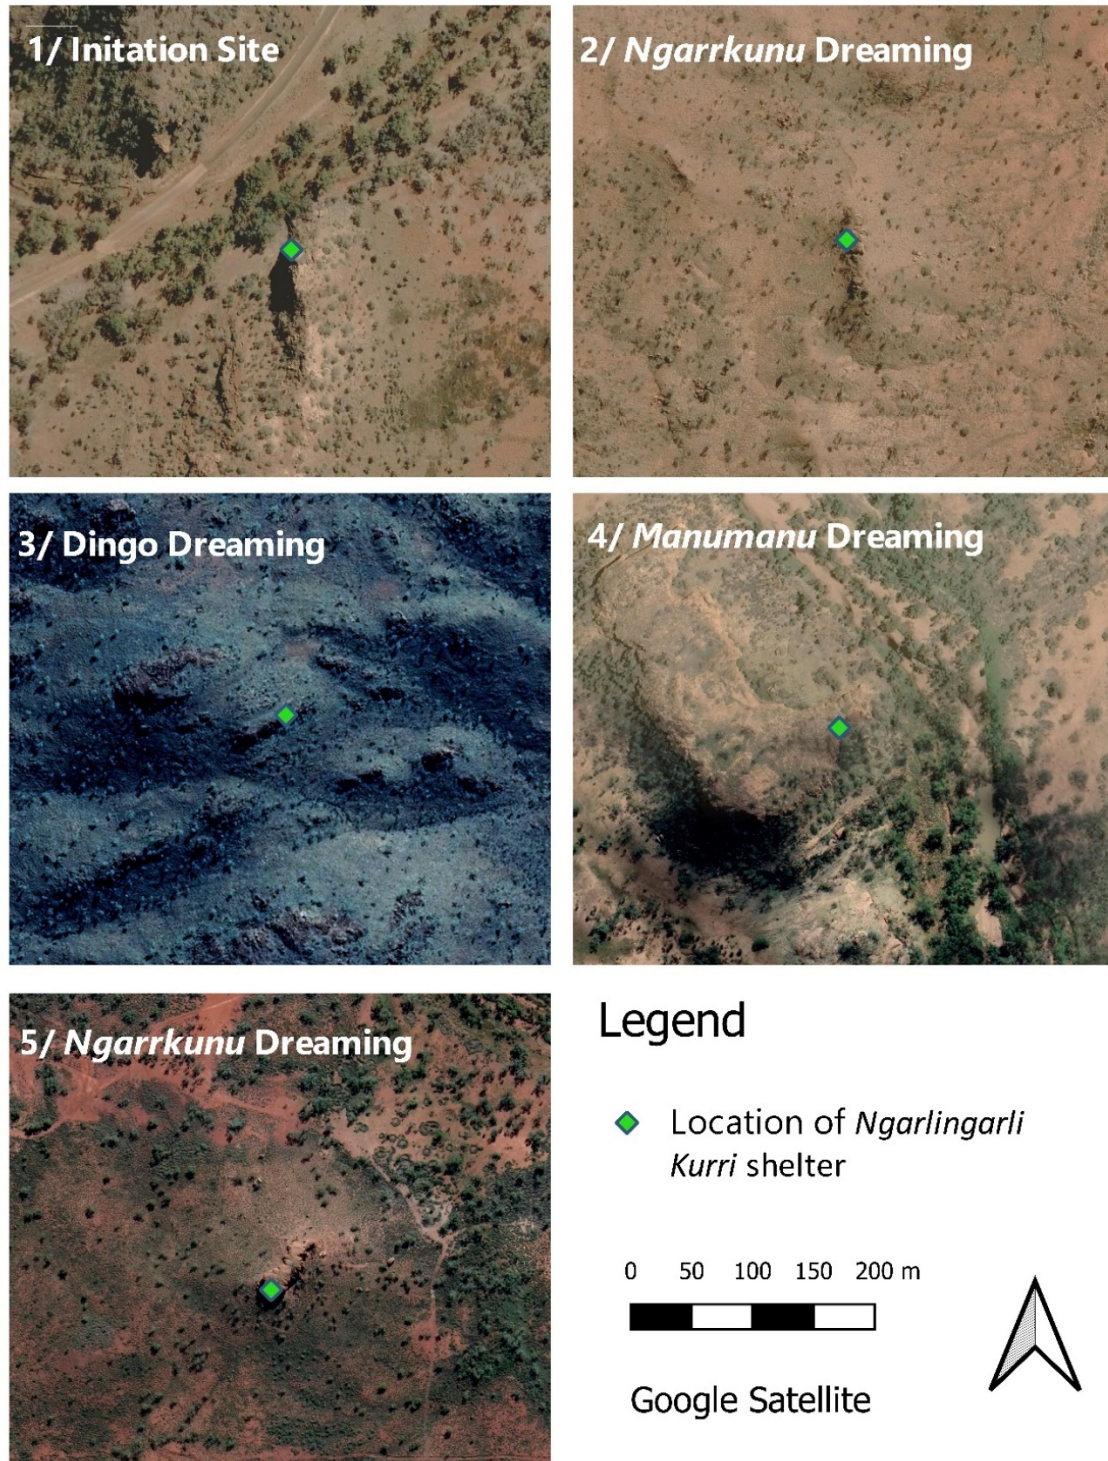 1/ Initation Site
2/ Ngarrkunu Dreaming
3/ Dingo Dreaming
4/ Manumanu Dreaming
5/ Ngarrkunu Dreaming
Legend
Location of Ngarlingarli
Kurri shelter
0 50 100 150 200 m
Google Satellite